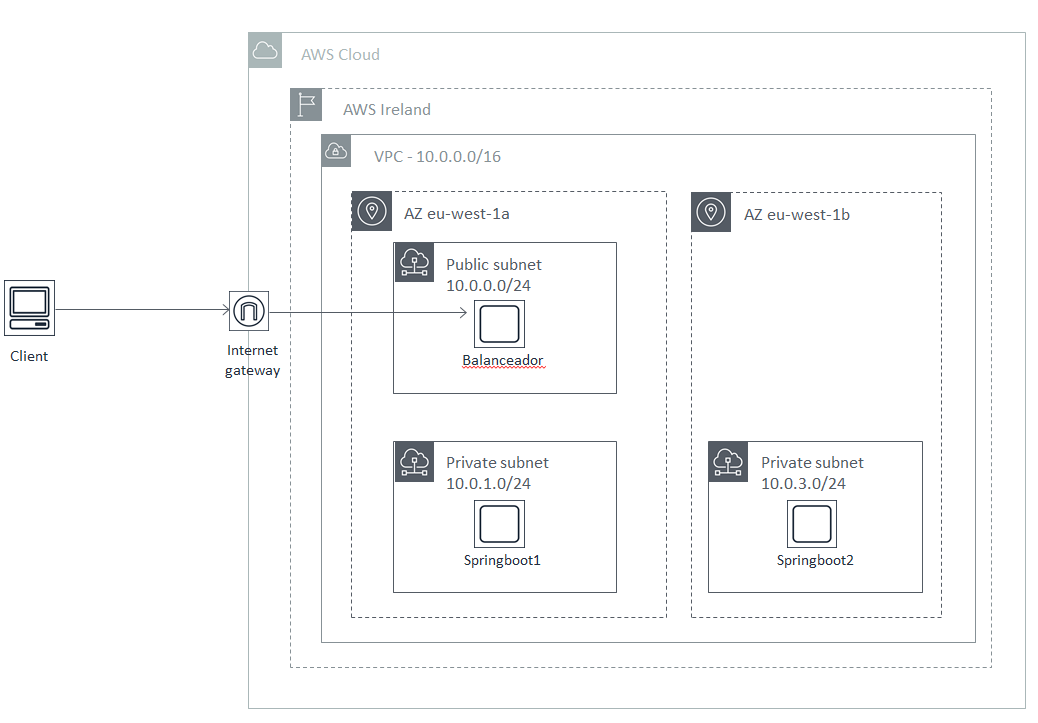 AWS Cloud
AWS Ireland
VPC - 10.0.0.0/16
AZ eu-west-1a
AZ eu-west-1b
Public subnet
10.0.0.0/24
Balanceador
Client
Internet
gateway
Private subnet
10.0.1.0/24
Springboot1
Private subnet
10.0.3.0/24
Springboot2